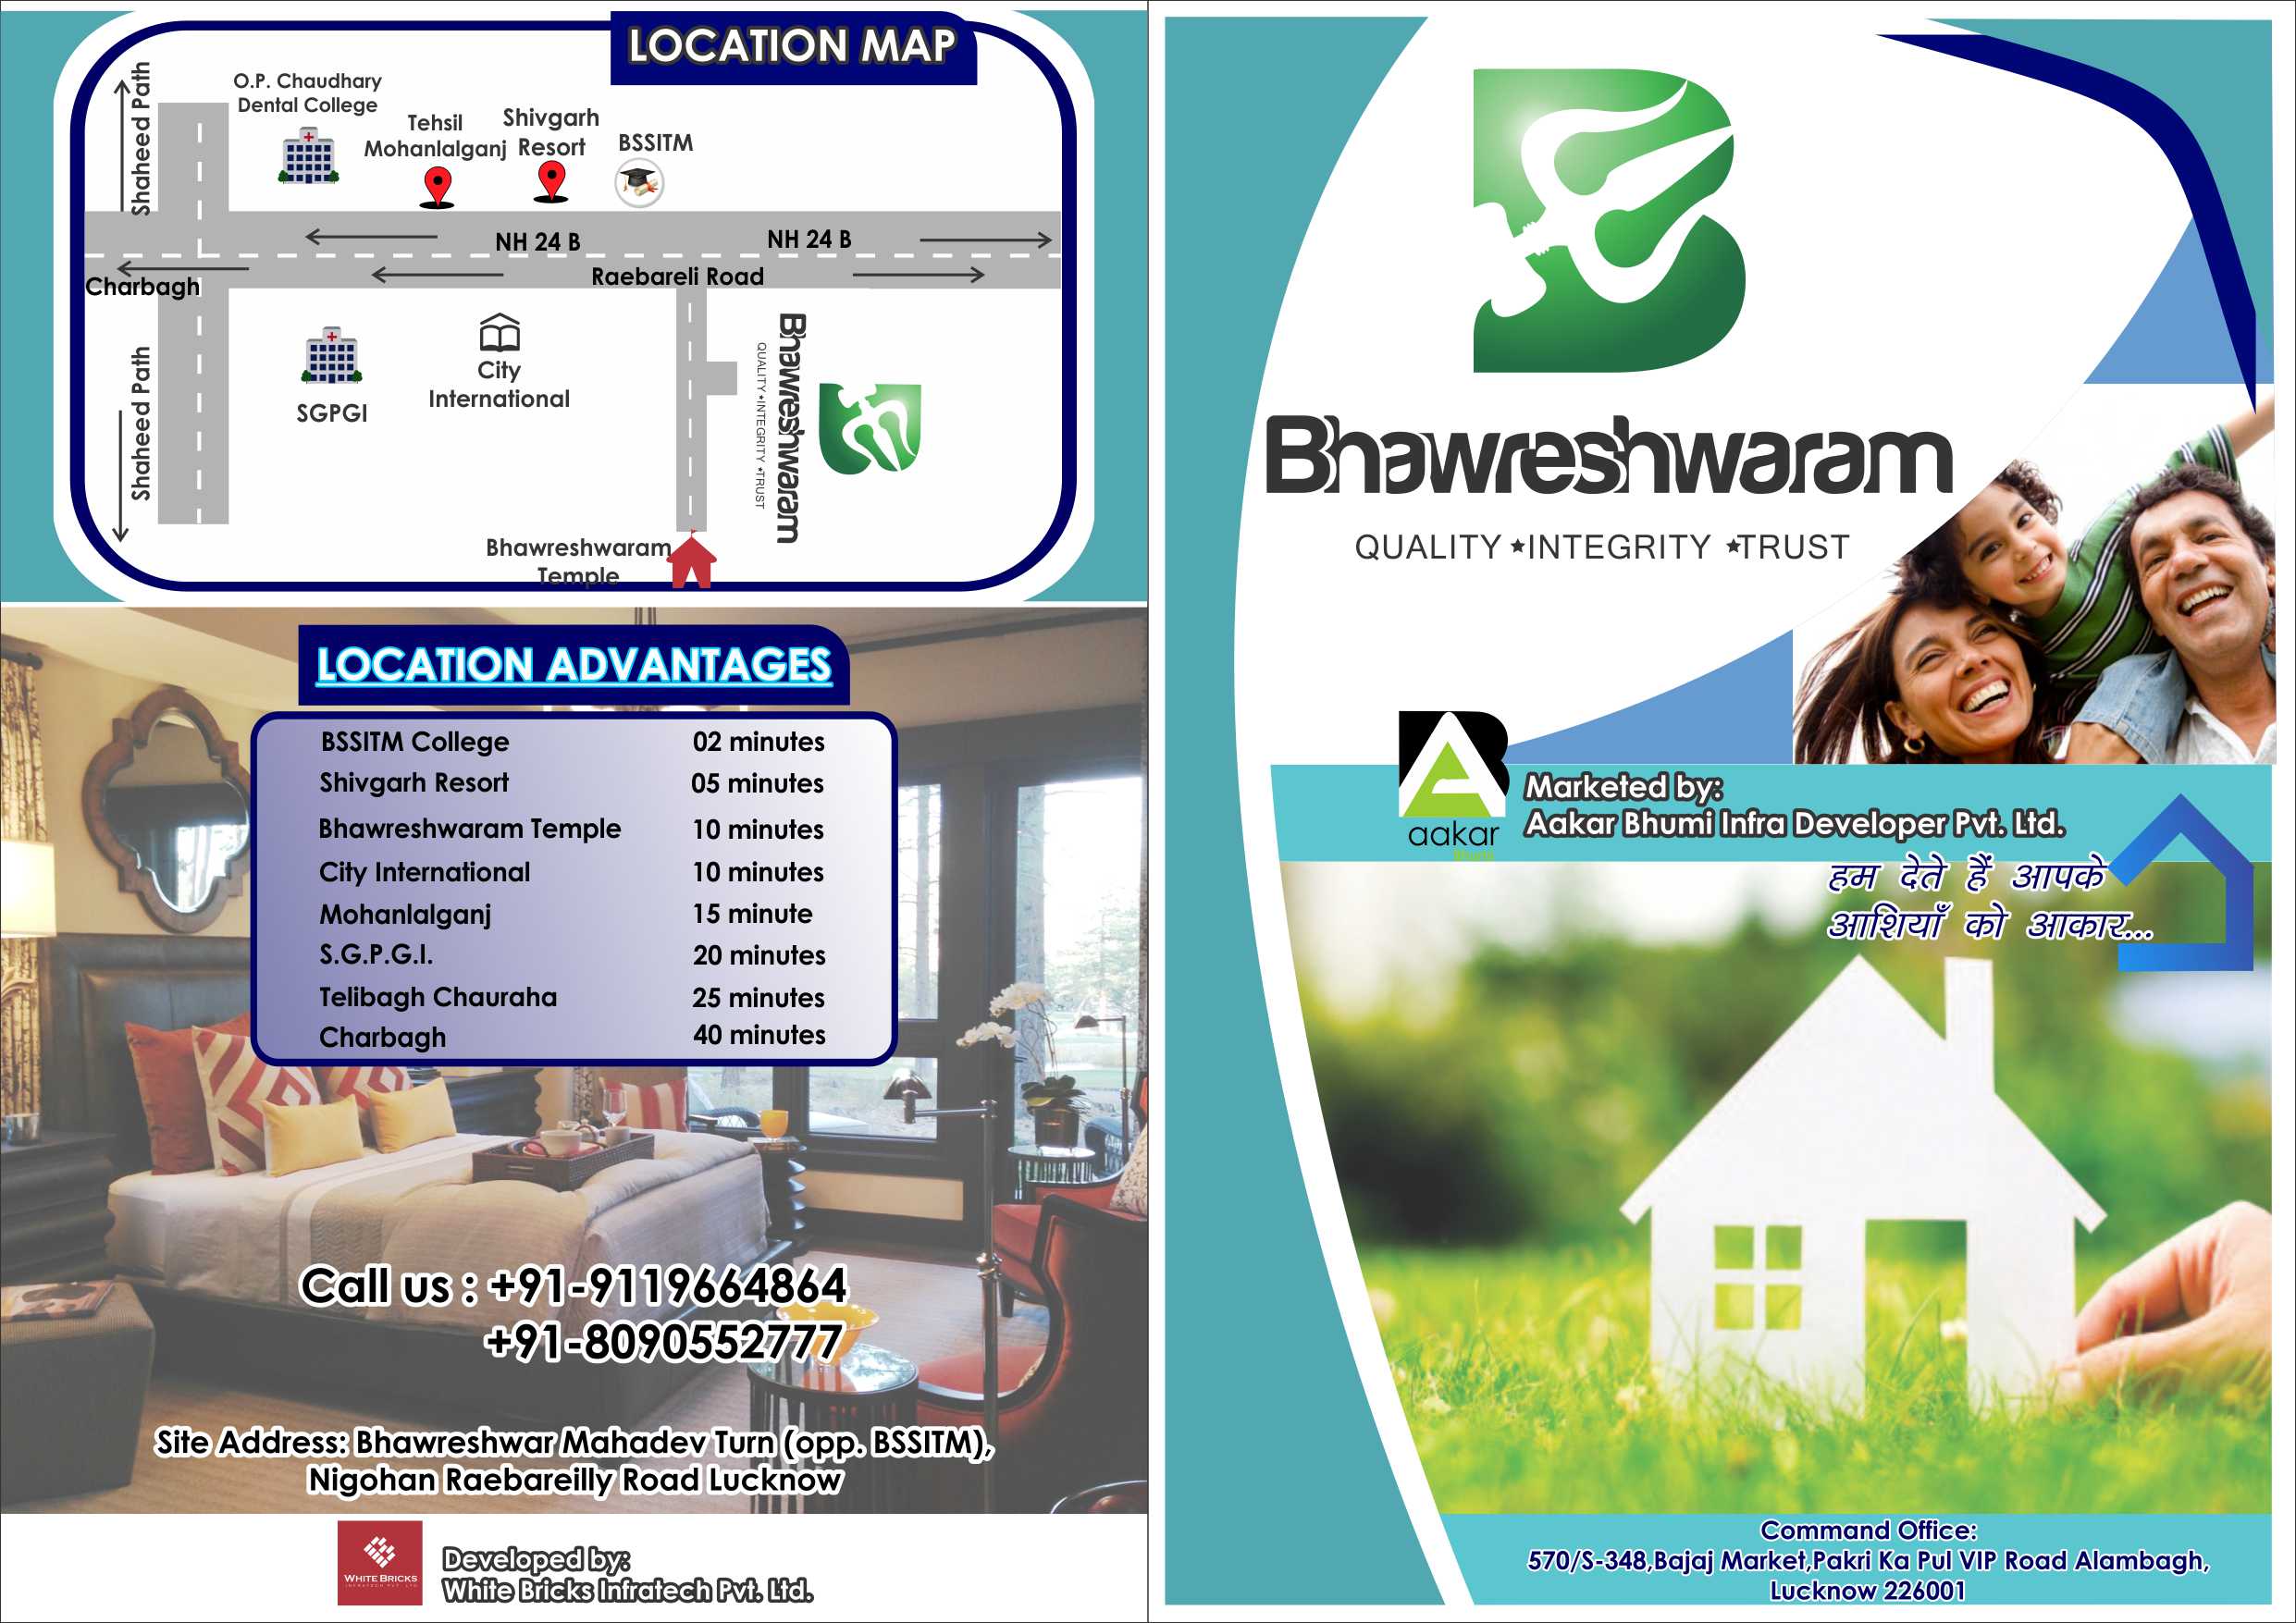 LOCATION MAP
Shaheed Path
O.P. Chaudhary
Dental College
Tehsil
Mohanlalganj
Shivgarh
Resort
BSSITM
NH 24 B
NH 24 B
Raebareli Road
Charbagh
Shaheed Path
SGPGI
City
International
Bhawreshwaram
QUALITY ★INTEGRITY ★TRUST
Bhawreshwaram
Temple
LOCATION ADVANTAGES
BSSITM College 02 minutes
Shivgarh Resort 05 minutes
Bhawreshwaram Temple 10 minutes
City International 10 minutes
Mohanlalganj 15 minute
S.G.P.G.I. 20 minutes
Telibagh Chauraha 25 minutes
Charbagh 40 minutes
Call us : +91-9119664864
+91-8090552777
Site Address: Bhawreshwar Mahadev Turn (opp. BSSITM),
Nigohan Raebareilly Road Lucknow
WHITE BRICKS
INFRATECH PVT. LTD
Developed by:
White Bricks Infratech Pvt. Ltd.
Bhawreshwaram
QUALITY ★INTEGRITY ★TRUST
aakar
Bhumi
Marketed by:
Aakar Bhumi Infra Developer Pvt. Ltd.
हम देते हैं आपके
आशियाँ को आकार...
Command Office:
570/S-348,Bajaj Market,Pakri Ka Pul VIP Road Alambagh,
Lucknow 226001